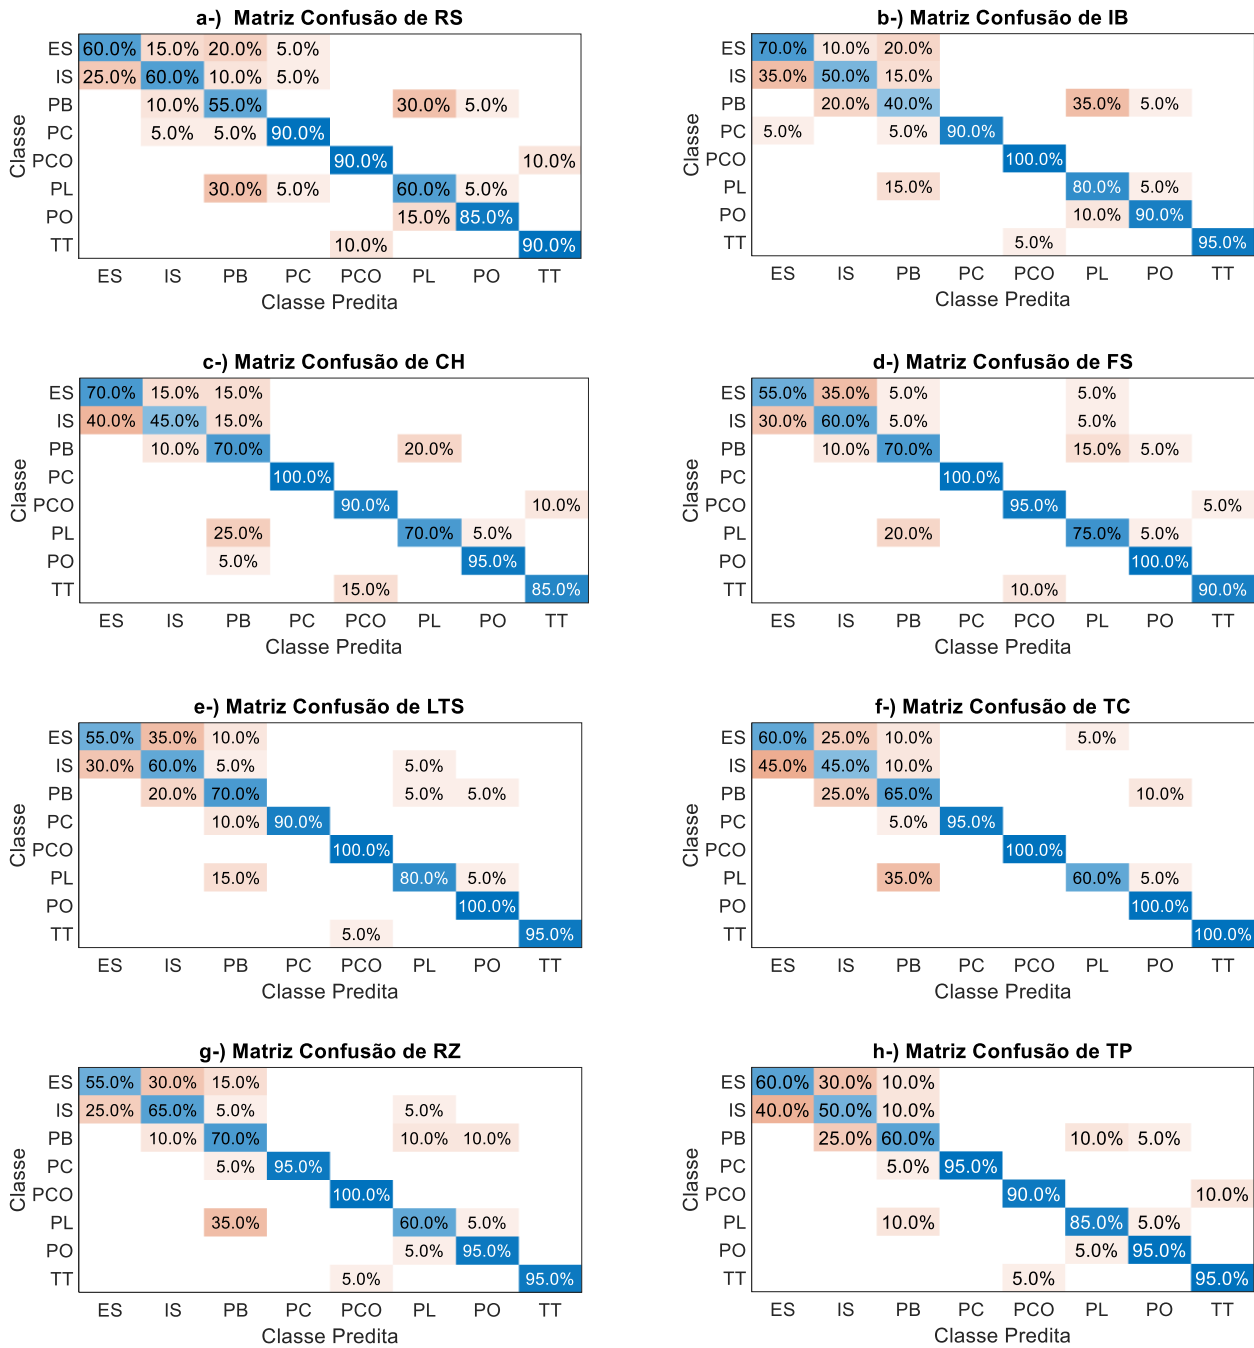 a-) Matriz Confusão de RS
ES 60.0% 15.0% 20.0% 5.0%
IS 25.0% 60.0% 10.0% 5.0%
PB 10.0% 55.0% 30.0% 5.0%
PC 5.0% 5.0% 90.0%
PCO 90.0% 10.0%
PL 30.0% 5.0% 60.0% 5.0%
PO 15.0% 85.0%
TT 10.0% 90.0%
ES IS PB PC PCO PL PO TT
Classe Predita
Classe
b-) Matriz Confusão de IB
ES 70.0% 10.0% 20.0%
IS 35.0% 50.0% 15.0%
PB 20.0% 40.0% 35.0% 5.0%
PC 5.0% 5.0% 90.0%
PCO 100.0%
PL 15.0% 80.0% 5.0%
PO 10.0% 90.0%
TT 5.0% 95.0%
ES IS PB PC PCO PL PO TT
Classe Predita
Classe
c-) Matriz Confusão de CH
ES 70.0% 15.0% 15.0%
IS 40.0% 45.0% 15.0%
PB 10.0% 70.0% 20.0%
PC 100.0%
PCO 90.0% 10.0%
PL 25.0% 70.0% 5.0%
PO 5.0% 95.0%
TT 15.0% 85.0%
ES IS PB PC PCO PL PO TT
Classe Predita
Classe
d-) Matriz Confusão de FS
ES 55.0% 35.0% 5.0% 5.0%
IS 30.0% 60.0% 5.0% 5.0%
PB 10.0% 70.0% 15.0% 5.0%
PC 100.0%
PCO 95.0% 5.0%
PL 20.0% 75.0% 5.0%
PO 100.0%
TT 10.0% 90.0%
ES IS PB PC PCO PL PO TT
Classe Predita
Classe
e-) Matriz Confusão de LTS
ES 55.0% 35.0% 10.0%
IS 30.0% 60.0% 5.0% 5.0%
PB 20.0% 70.0% 5.0% 5.0%
PC 10.0% 90.0%
PCO 100.0%
PL 15.0% 80.0% 5.0%
PO 100.0%
TT 5.0% 95.0%
ES IS PB PC PCO PL PO TT
Classe Predita
Classe
f-) Matriz Confusão de TC
ES 60.0% 25.0% 10.0% 5.0%
IS 45.0% 45.0% 10.0%
PB 25.0% 65.0% 10.0%
PC 5.0% 95.0%
PCO 100.0%
PL 35.0% 60.0% 5.0%
PO 100.0%
TT 100.0%
ES IS PB PC PCO PL PO TT
Classe Predita
Classe
g-) Matriz Confusão de RZ
ES 55.0% 30.0% 15.0%
IS 25.0% 65.0% 5.0% 5.0%
PB 10.0% 70.0% 10.0% 10.0%
PC 5.0% 95.0%
PCO 100.0%
PL 35.0% 60.0% 5.0%
PO 5.0% 95.0%
TT 5.0% 95.0%
ES IS PB PC PCO PL PO TT
Classe Predita
Classe
h-) Matriz Confusão de TP
ES 60.0% 30.0% 10.0%
IS 40.0% 50.0% 10.0%
PB 25.0% 60.0% 10.0% 5.0%
PC 5.0% 95.0%
PCO 90.0% 10.0%
PL 10.0% 85.0% 5.0%
PO 5.0% 95.0%
TT 5.0% 95.0%
ES IS PB PC PCO PL PO TT
Classe Predita
Classe